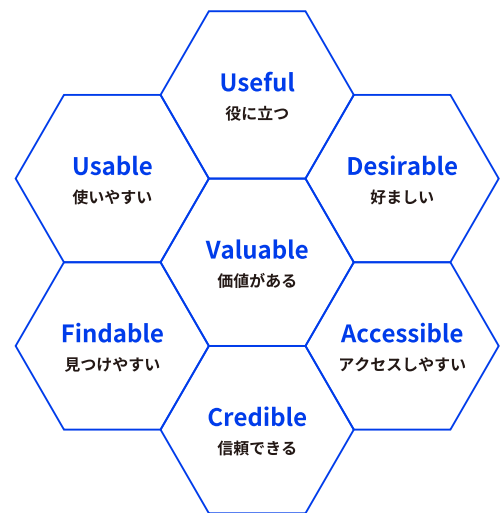 Useful
役に立つ
Usable
使いやすい
Desirable
好ましい
Valuable
価値がある
Findable
見つけやすい
Accessible
アクセスしやすい
Credible
信頼できる